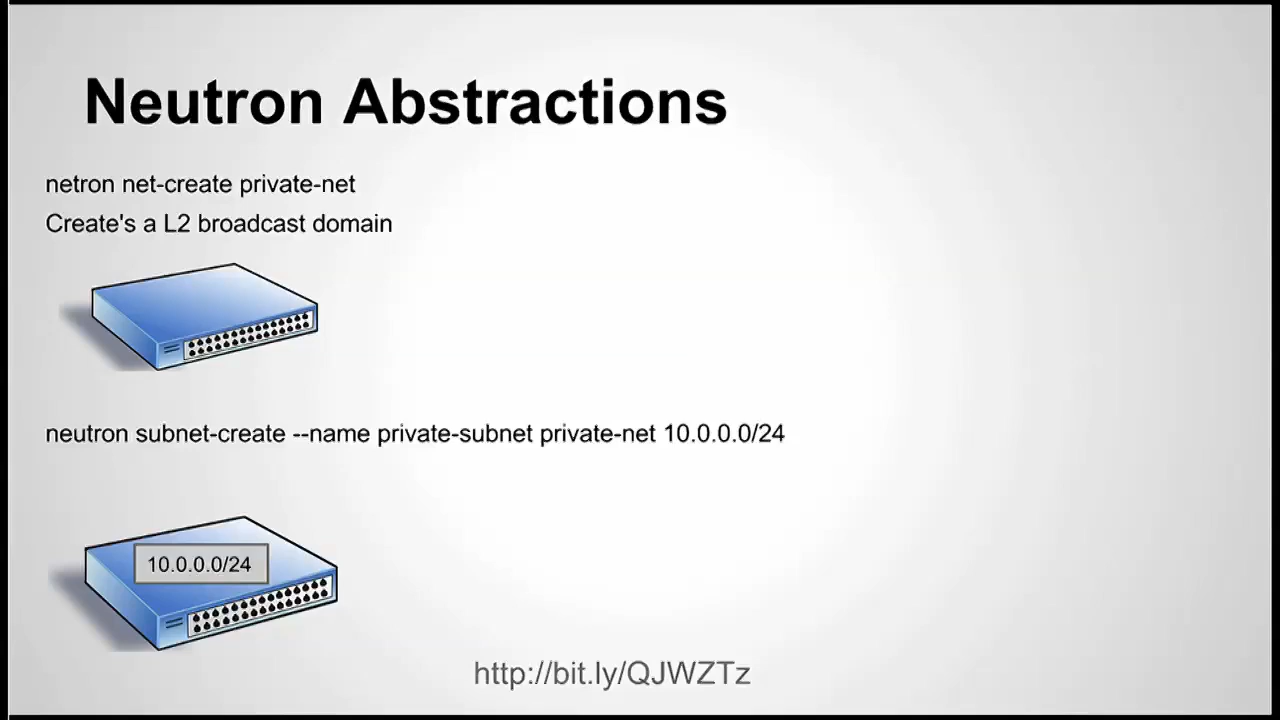 Neutron Abstractions
netron net-create private-net
Create's a L2 broadcast domain
neutron subnet-create --name private-subnet private-net 10.0.0.0/24
10.0.0.0/24
http://bit.ly/QJWZTz